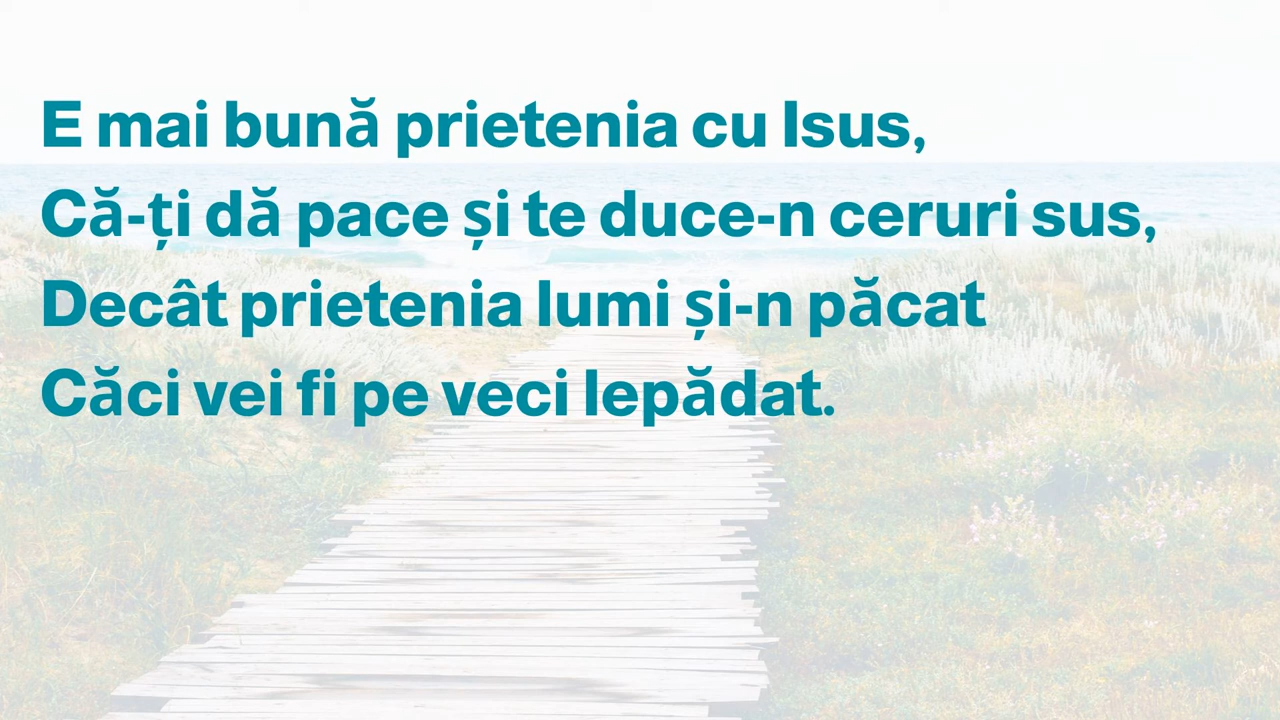 E mai bună prietenia cu Isus,
Că-ți dă pace și te duce-n ceruri sus,
Decât prietenia lumi și-n păcat
Căci vei fi pe veci lepădat.